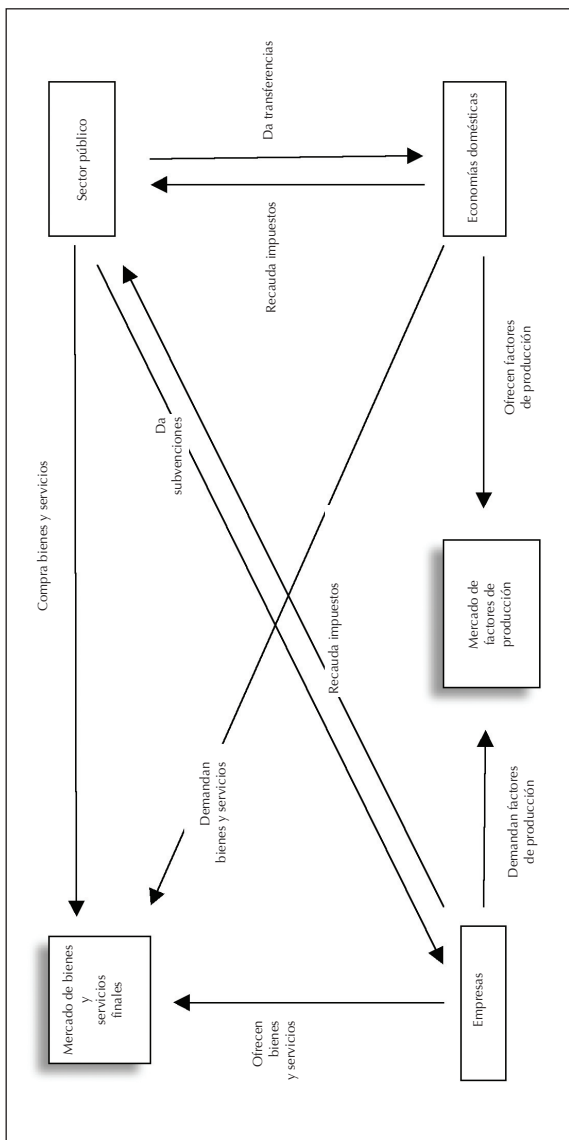 Mercado de bienes
y
servicios
finales
Compra bienes y servicios
Sector público
Ofrecen
bienes
y servicios
Demandan
bienes y servicios
Da
subvenciones
Recauda impuestos
Recauda impuestos
Da transferencias
Empresas
Demandan factores
de producción
Mercado de
factores de
producción
Ofrecen factores
de producción
Economías domésticas